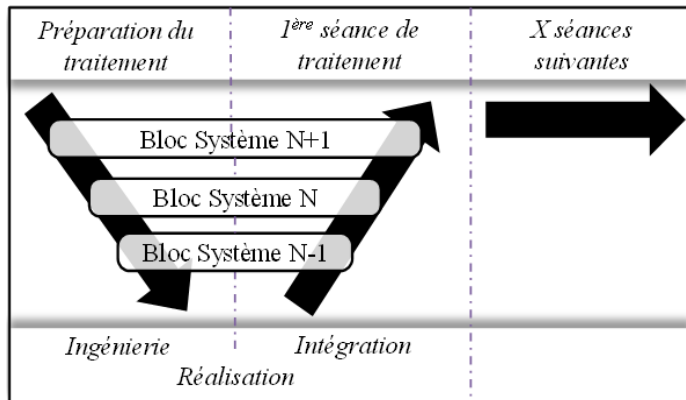 Préparation du
traitement
1ère séance de
traitement
X séances
suivantes
Bloc Système N+1
Bloc Système N
Bloc Système N-1
Ingénierie
Intégration
Réalisation